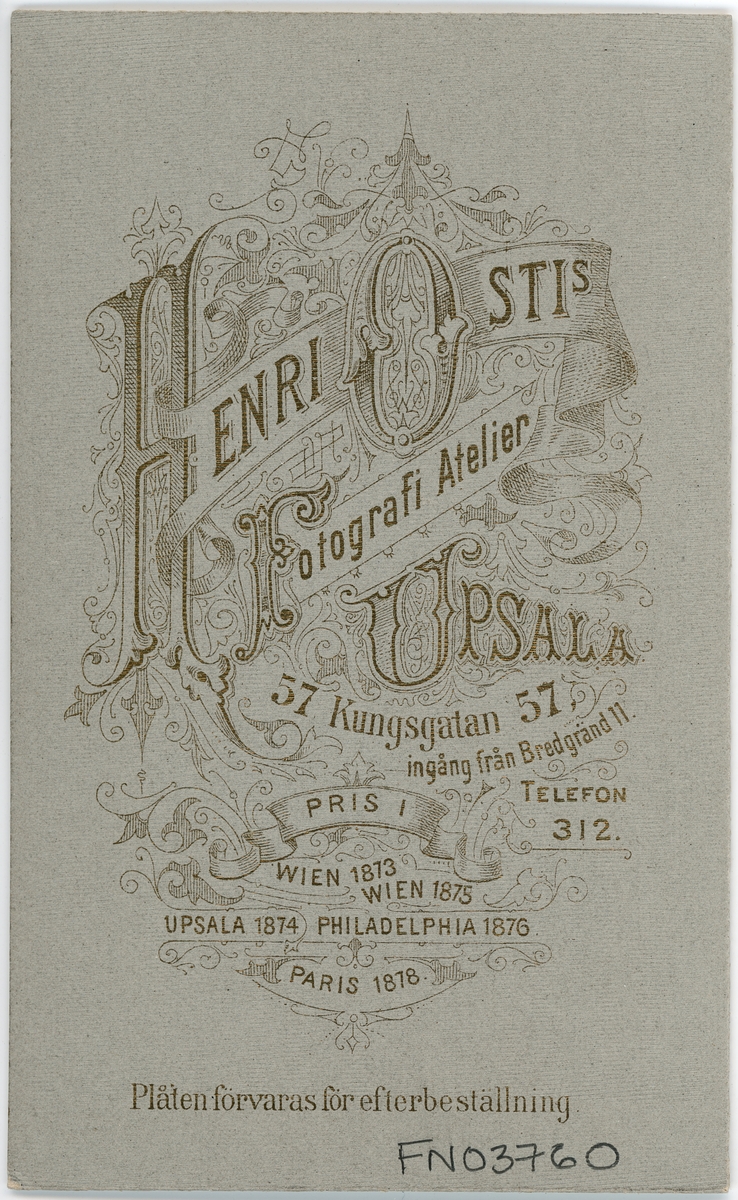 HENRI OSTIs
Fotografi Atelier
UPSALA
57 Kungsgatan 57,
ingång från Bredgränd 11.
TELEFON
312.
PRIS I
WIEN 1873
WIEN 1875
UPSALA 1874 PHILADELPHIA 1876.
PARIS 1878.
Plåten förvaras för efterbeställning.
FN03760